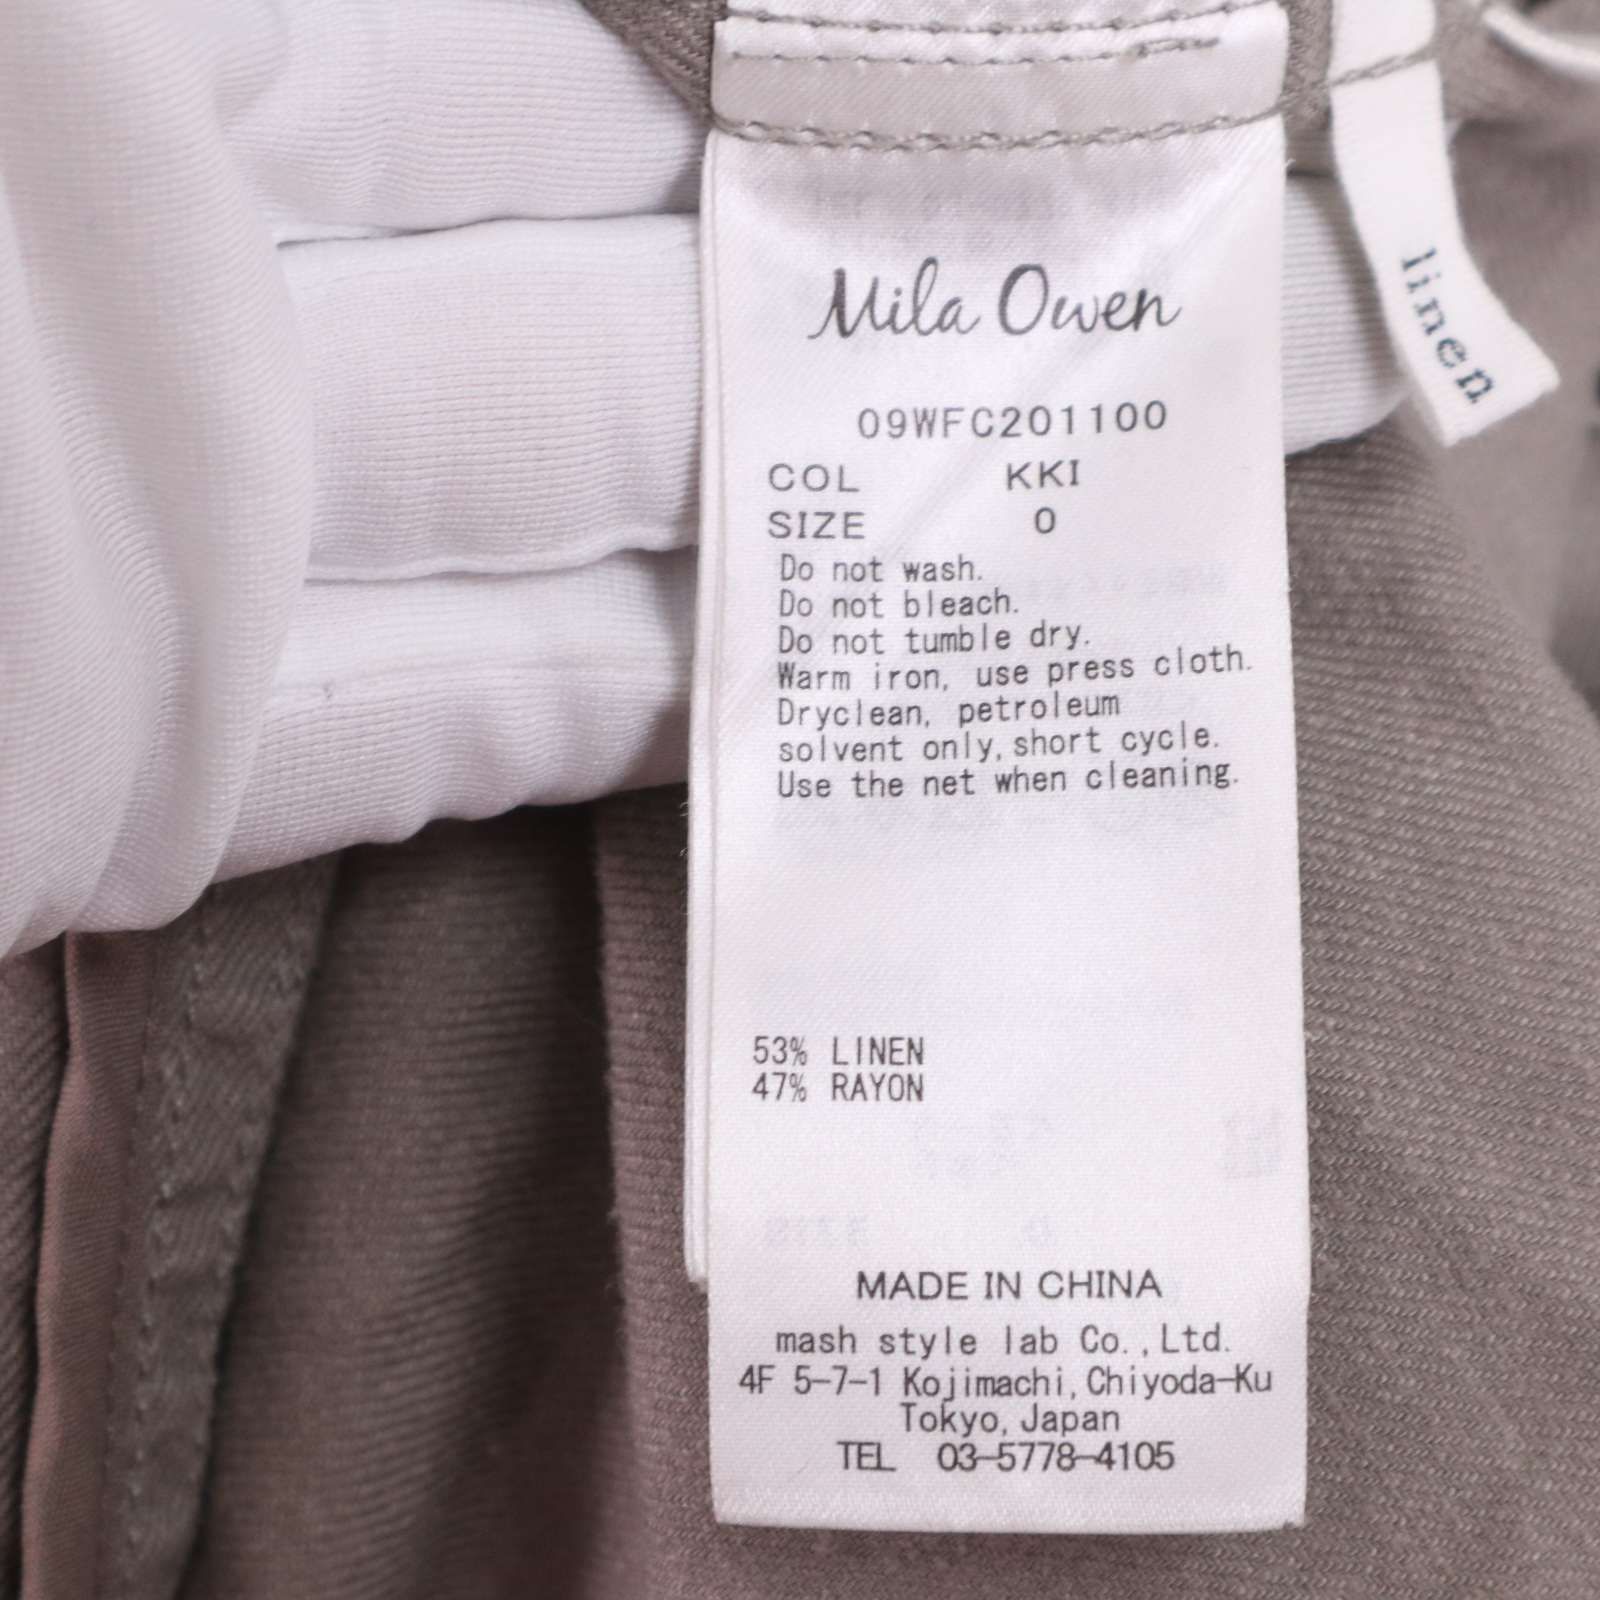 Mila Owen
09WFC201100
COL KKI
SIZE 0
Do not wash.
Do not bleach.
Do not tumble dry.
Warm iron, use press cloth.
Dryclean, petroleum
solvent only, short cycle.
Use the net when cleaning.
53% LINEN
47% RAYON
MADE IN CHINA
mash style lab Co.,Ltd.
4F 5-7-1 Kojimachi, Chiyoda-Ku
Tokyo, Japan
TEL 03-5778-4105
linen